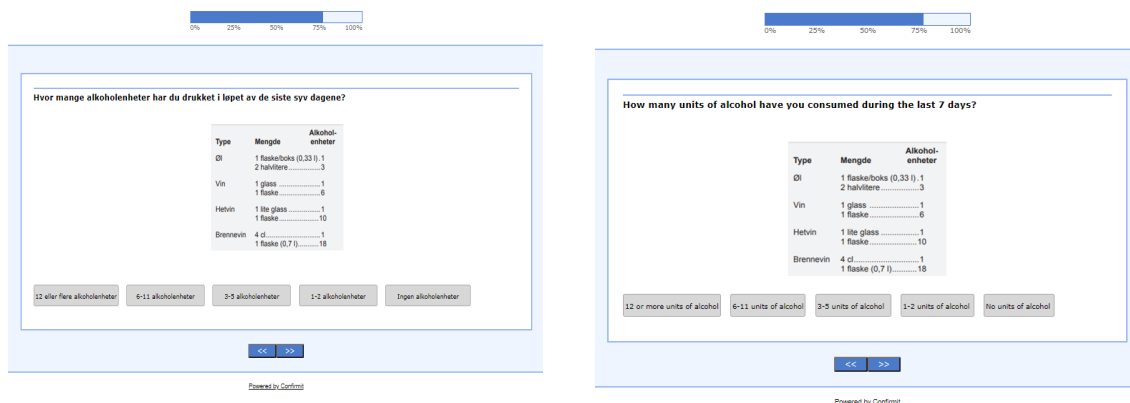 0% 25% 50% 75% 100%
Hvor mange alkoholenheter har du drukket i løpet av de siste syv dagene?
Alkohol-
Type Mengde enheter
Øl 1 flaske/boks (0,33 l).1
2 halvlitere................3
Vin 1 glass .....................1
1 flaske.....................6
Hetvin 1 lite glass ................1
1 flaske....................10
Brennevin 4 cl............................1
1 flaske (0,7 l)..........18
12 eller flere alkoholenheter
6-11 alkoholenheter
3-5 alkoholenheter
1-2 alkoholenheter
Ingen alkoholenheter
<< >>
Powered by Confirmit
0% 25% 50% 75% 100%
How many units of alcohol have you consumed during the last 7 days?
Alkohol-
Type Mengde enheter
Øl 1 flaske/boks (0,33 l).1
2 halvlitere................3
Vin 1 glass .....................1
1 flaske.....................6
Hetvin 1 lite glass ................1
1 flaske....................10
Brennevin 4 cl............................1
1 flaske (0,7 l)..........18
12 or more units of alcohol
6-11 units of alcohol
3-5 units of alcohol
1-2 units of alcohol
No units of alcohol
<< >>
Powered by Confirmit